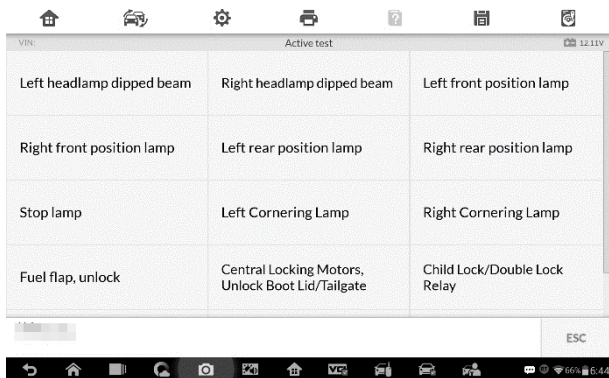 VIN:
Active test
12.11V
Left headlamp dipped beam
Right headlamp dipped beam
Left front position lamp
Right front position lamp
Left rear position lamp
Right rear position lamp
Stop lamp
Left Cornering Lamp
Right Cornering Lamp
Fuel flap, unlock
Central Locking Motors,
Unlock Boot Lid/Tailgate
Child Lock/Double Lock
Relay
ESC
66%
6:44